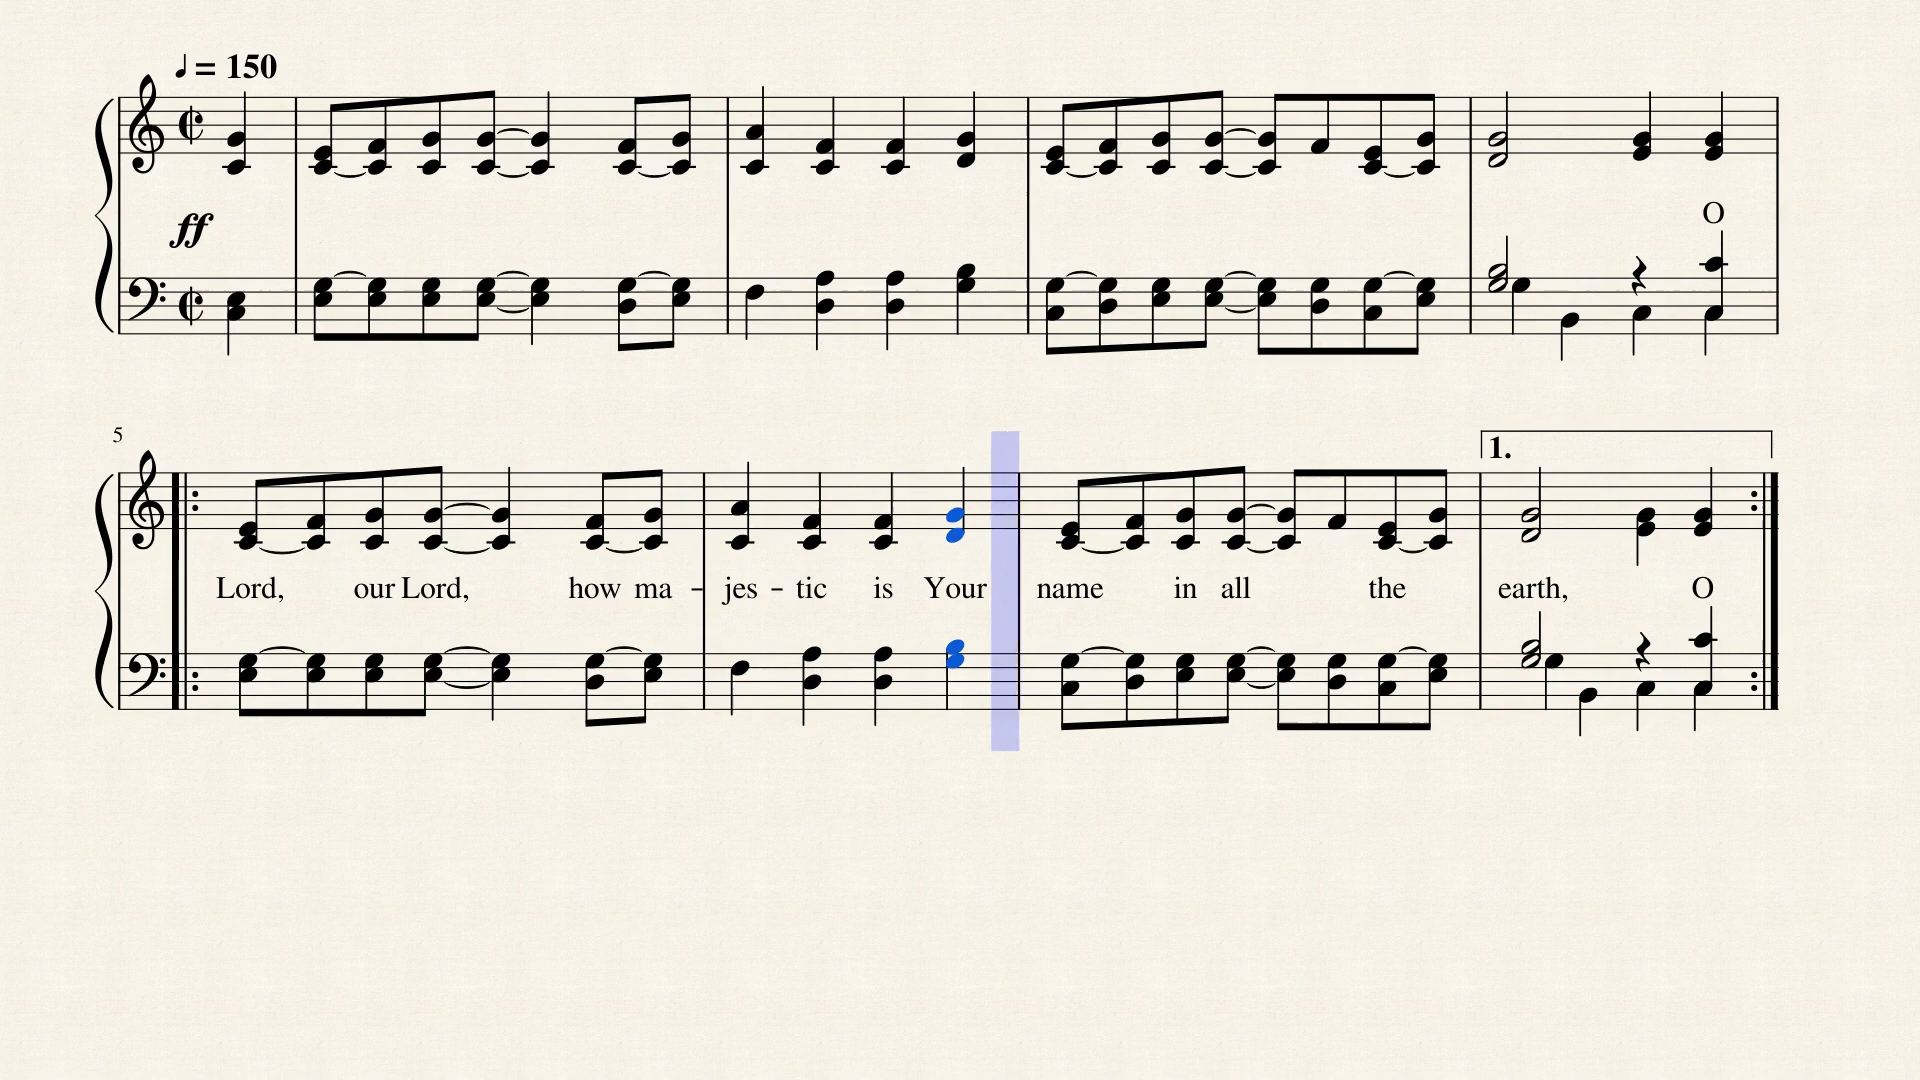 ♩= 150
ff
O
5
1.
Lord, our Lord, how ma - jes - tic is Your name in all the earth, O